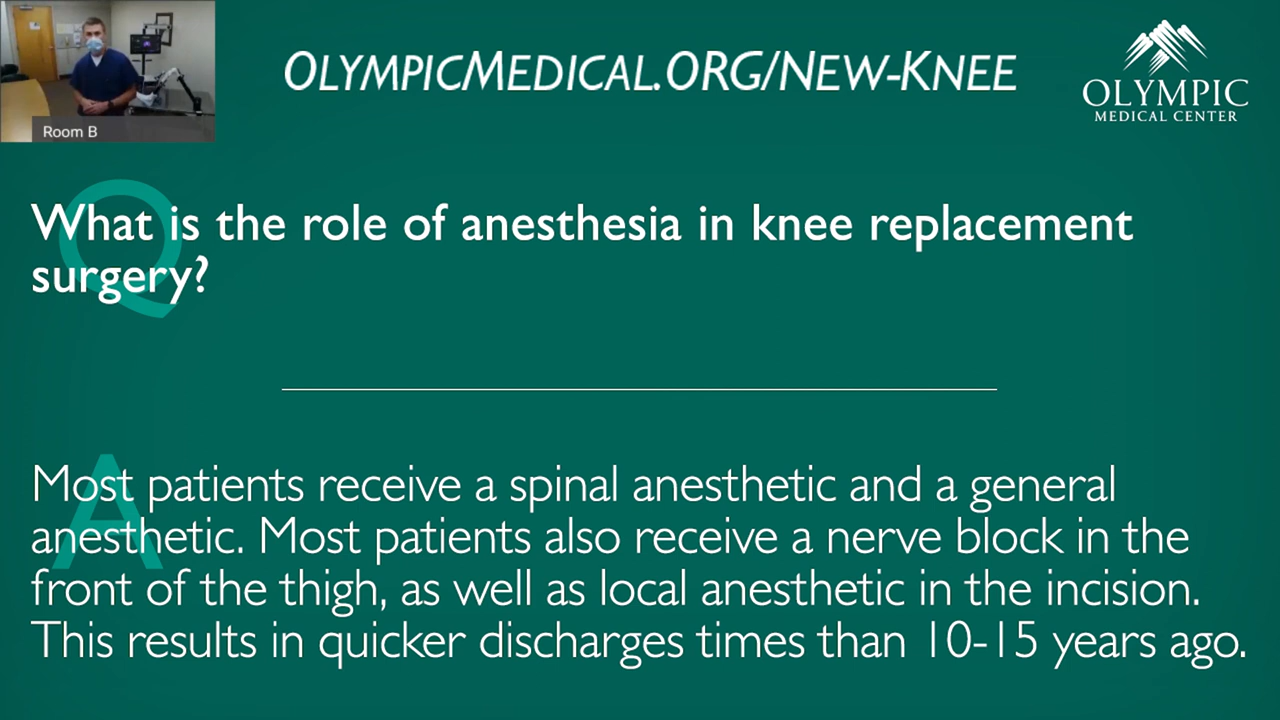 Room B
OLYMPICMEDICAL.ORG/NEW-KNEE
OLYMPIC
MEDICAL CENTER
Q
What is the role of anesthesia in knee replacement
surgery?
A
Most patients receive a spinal anesthetic and a general
anesthetic. Most patients also receive a nerve block in the
front of the thigh, as well as local anesthetic in the incision.
This results in quicker discharges times than 10-15 years ago.